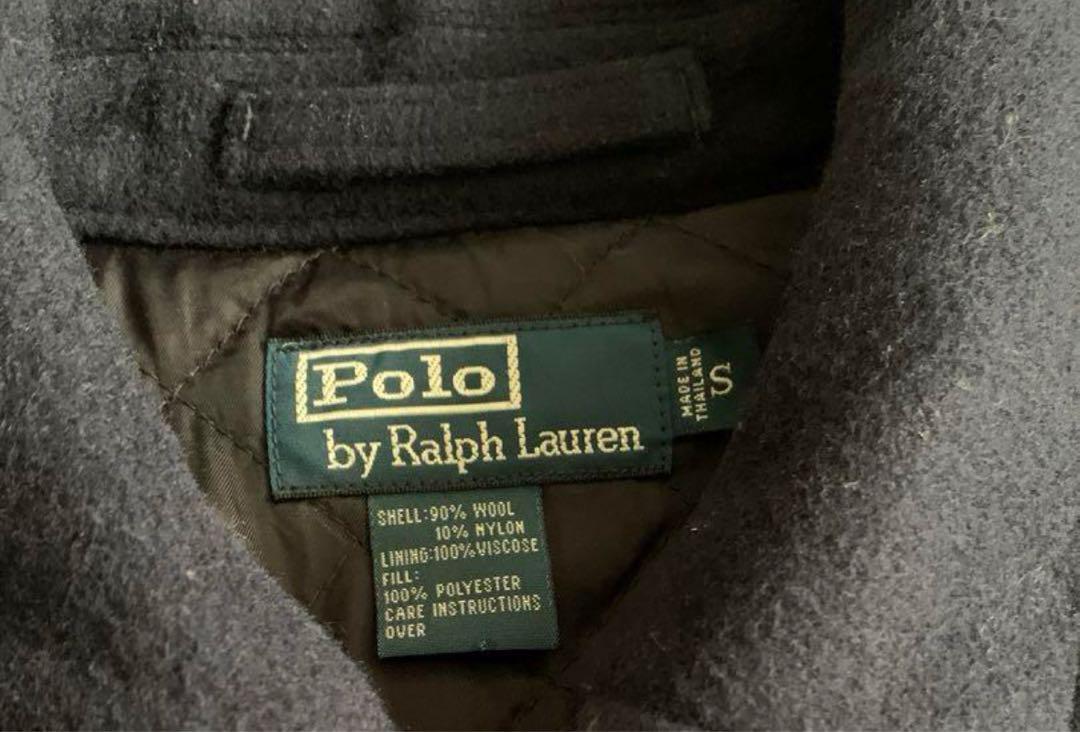 Polo
by Ralph Lauren
MADE IN
THAILAND
S
SHELL:90% WOOL
10% NYLON
LINING:100%VISCOSE
FILL:
100% POLYESTER
CARE INSTRUCTIONS
OVER